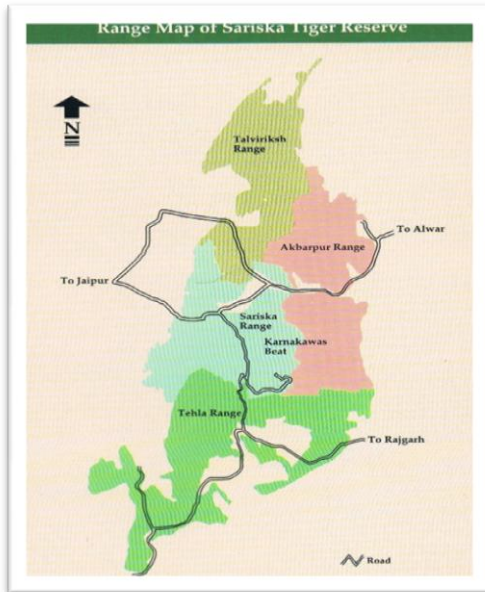 Range Map of Sariska Tiger Reserve
N
Talviriksh
Range
To Alwar
Akbarpur Range
To Jaipur
Sariska
Range
Karnakawas
Beat
Tehla Range
To Rajgarh
Road